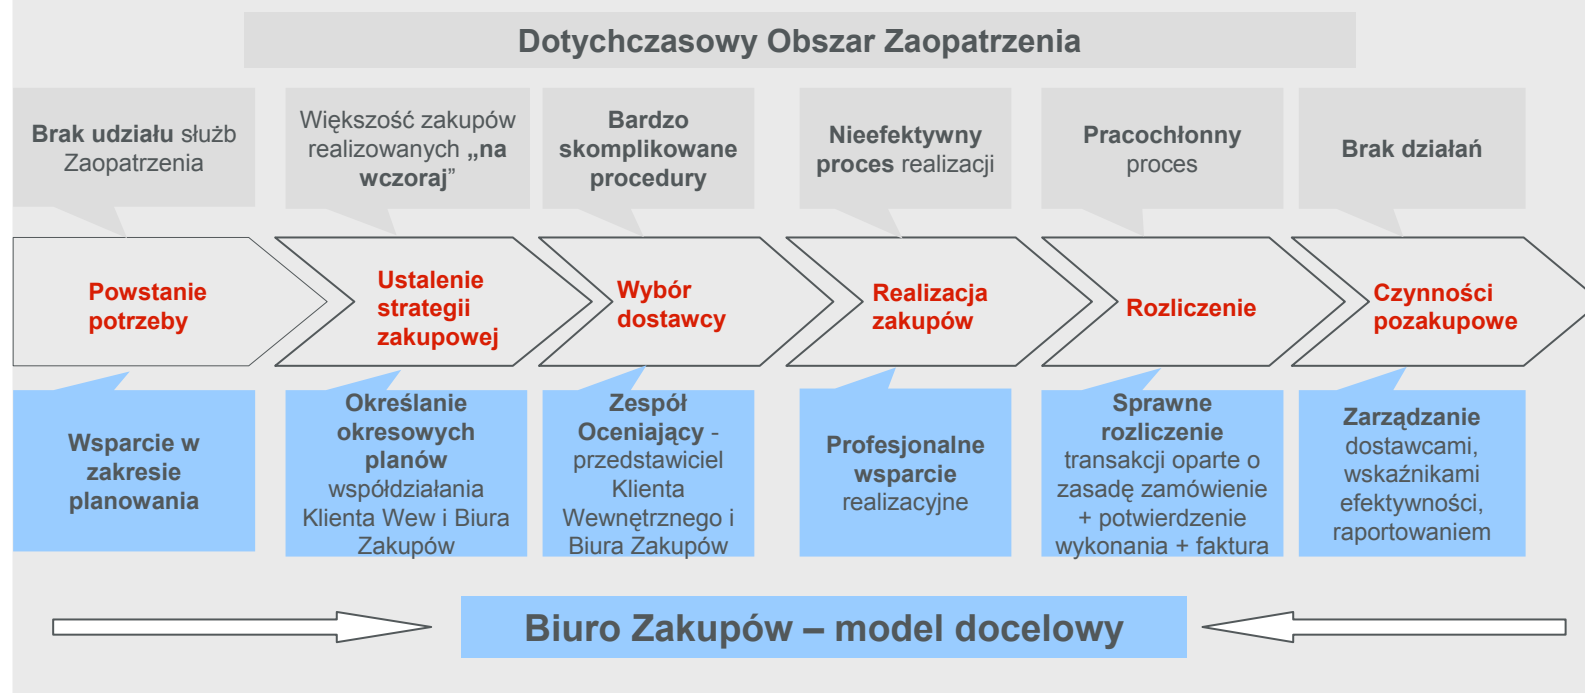 Dotychczasowy Obszar Zaopatrzenia
Brak udziału służb
Zaopatrzenia
Większość zakupów
realizowanych „na
wczoraj”
Bardzo
skomplikowane
procedury
Nieefektywny
proces realizacji
Pracochłonny
proces
Brak działań
Powstanie
potrzeby
Ustalenie
strategii
zakupowej
Wybór
dostawcy
Realizacja
zakupów
Rozliczenie
Czynności
pozakupowe
Wsparcie w
zakresie
planowania
Określanie
okresowych
planów
współdziałania
Klienta Wew i Biura
Zakupów
Zespół
Oceniający -
przedstawiciel
Klienta
Wewnętrznego i
Biura Zakupów
Profesjonalne
wsparcie
realizacyjne
Sprawne
rozliczenie
transakcji oparte o
zasadę zamówienie
+ potwierdzenie
wykonania + faktura
Zarządzanie
dostawcami,
wskaźnikami
efektywności,
raportowaniem
Biuro Zakupów – model docelowy